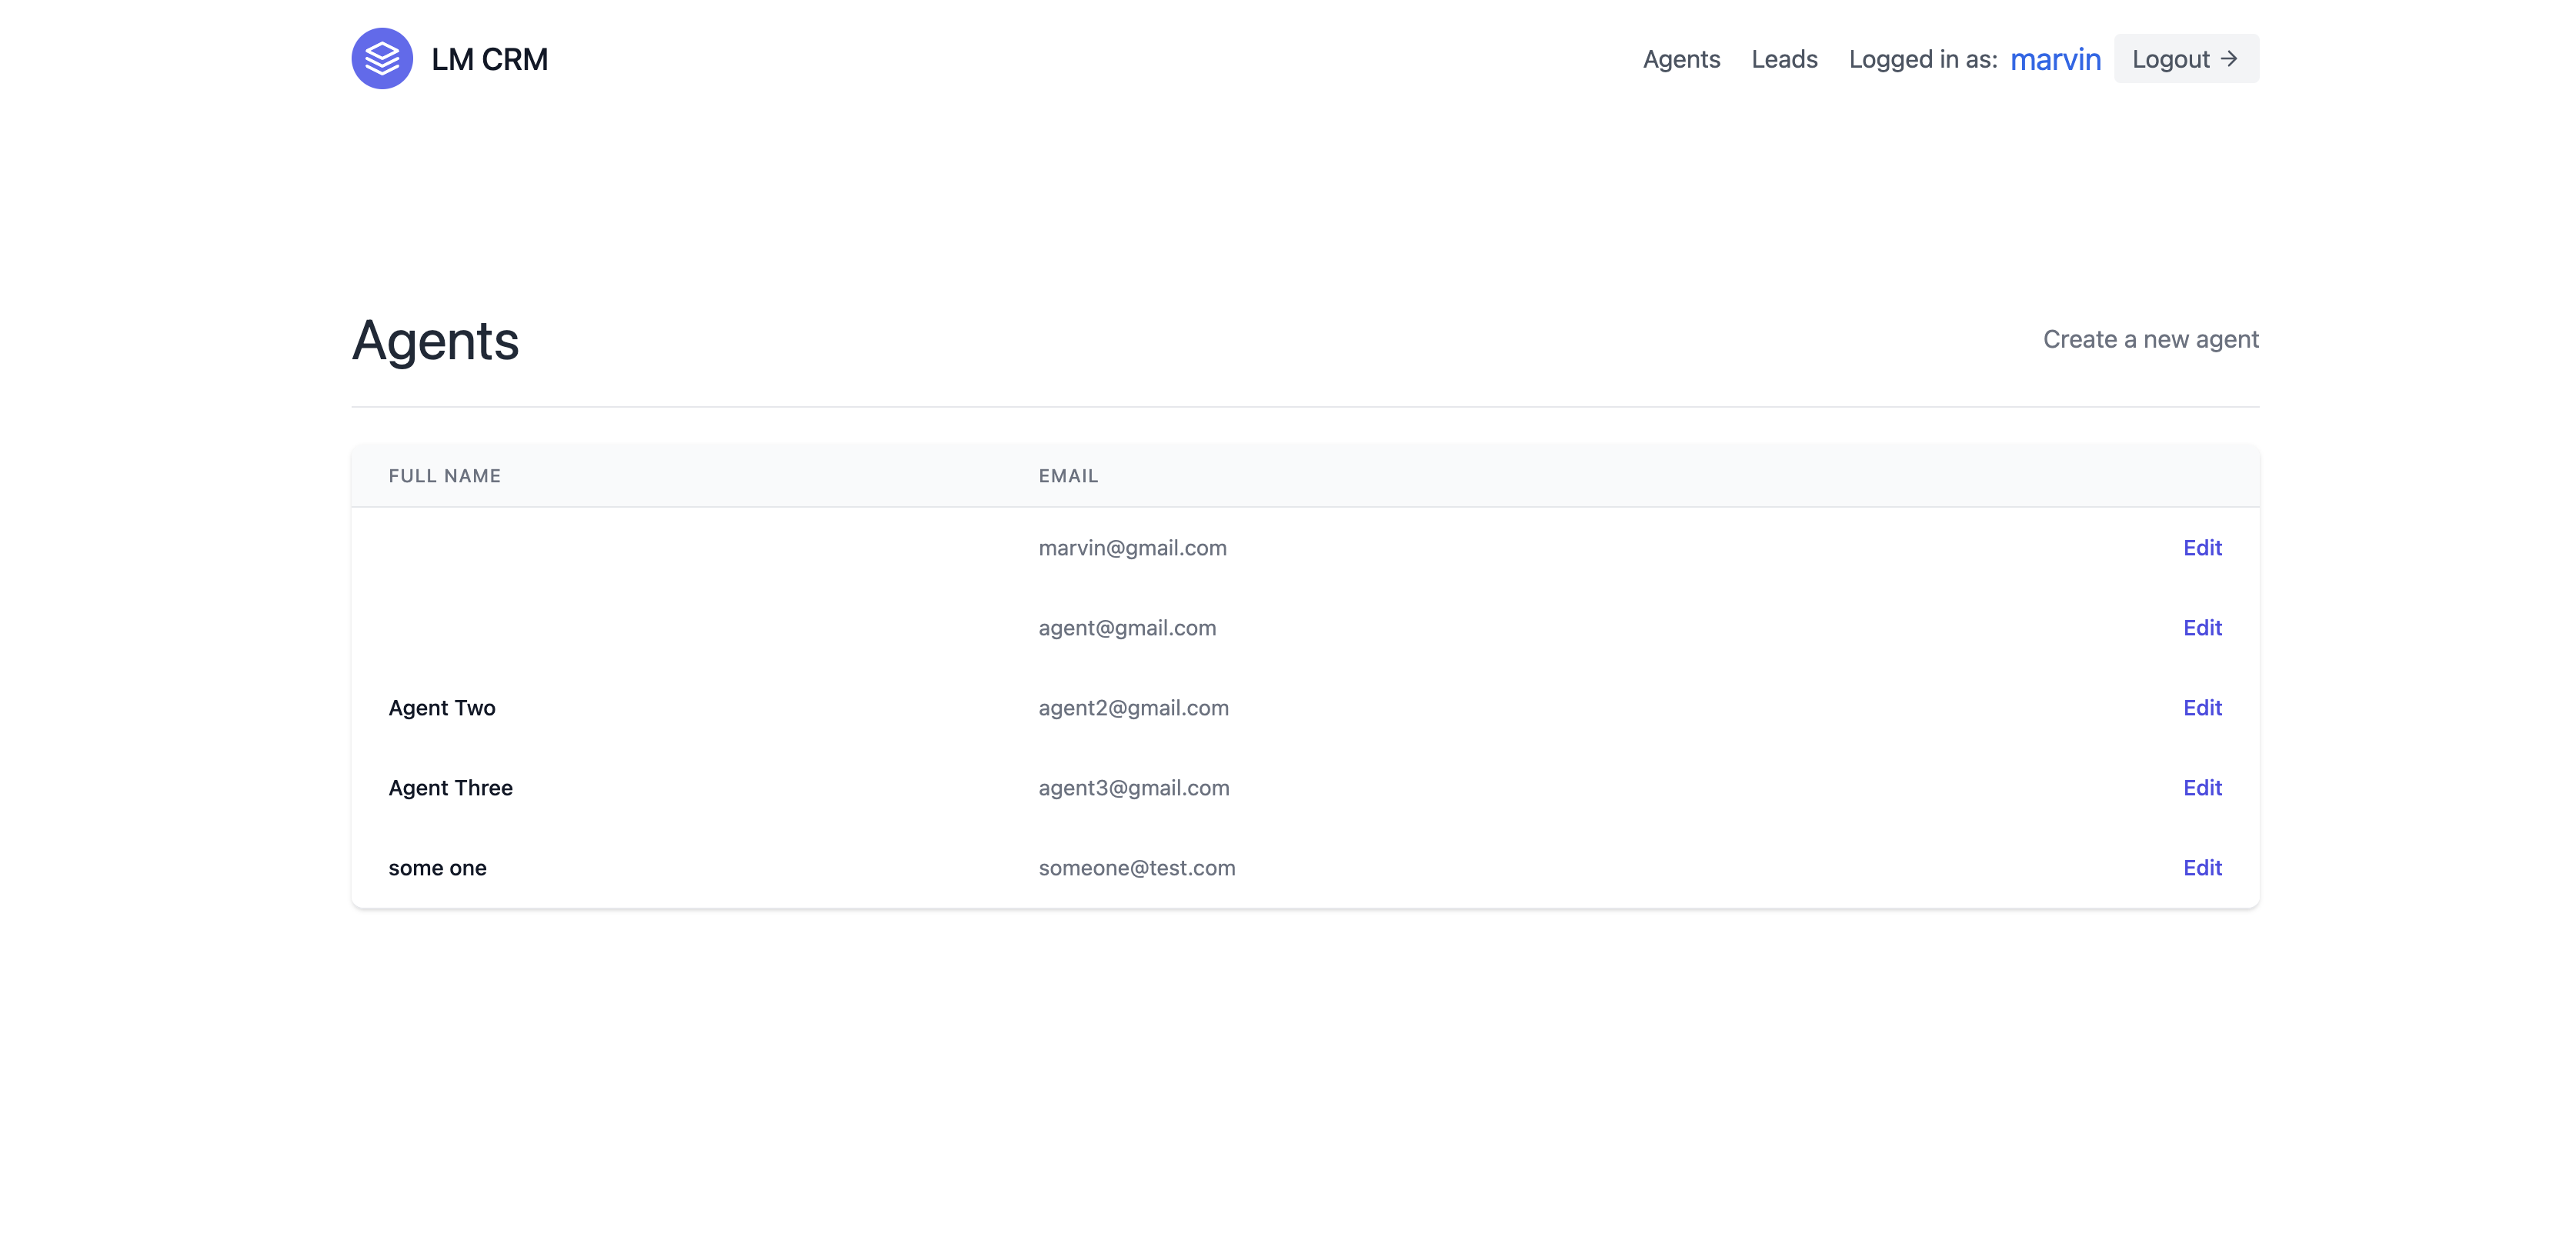 LM CRM
Agents Leads Logged in as: marvin Logout →
Agents
Create a new agent
FULL NAME EMAIL
marvin@gmail.com Edit
agent@gmail.com Edit
Agent Two agent2@gmail.com Edit
Agent Three agent3@gmail.com Edit
some one someone@test.com Edit